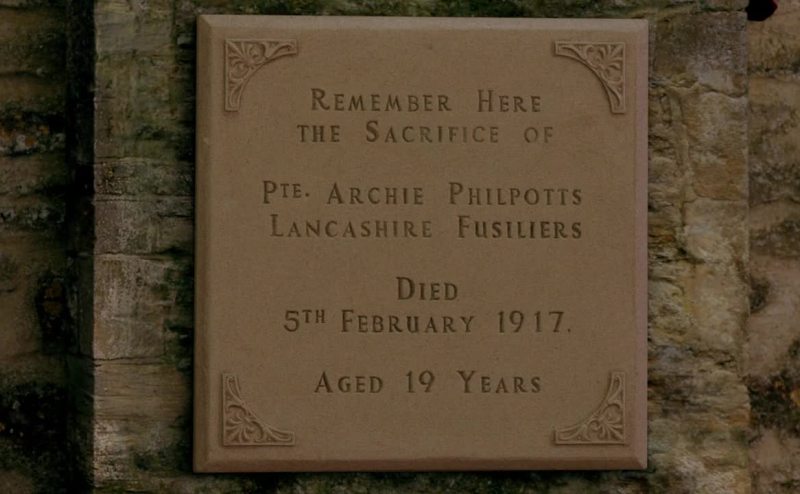 Remember Here
the Sacrifice of
Pte. Archie Philpotts
Lancashire Fusiliers
Died
5th February 1917.
Aged 19 Years